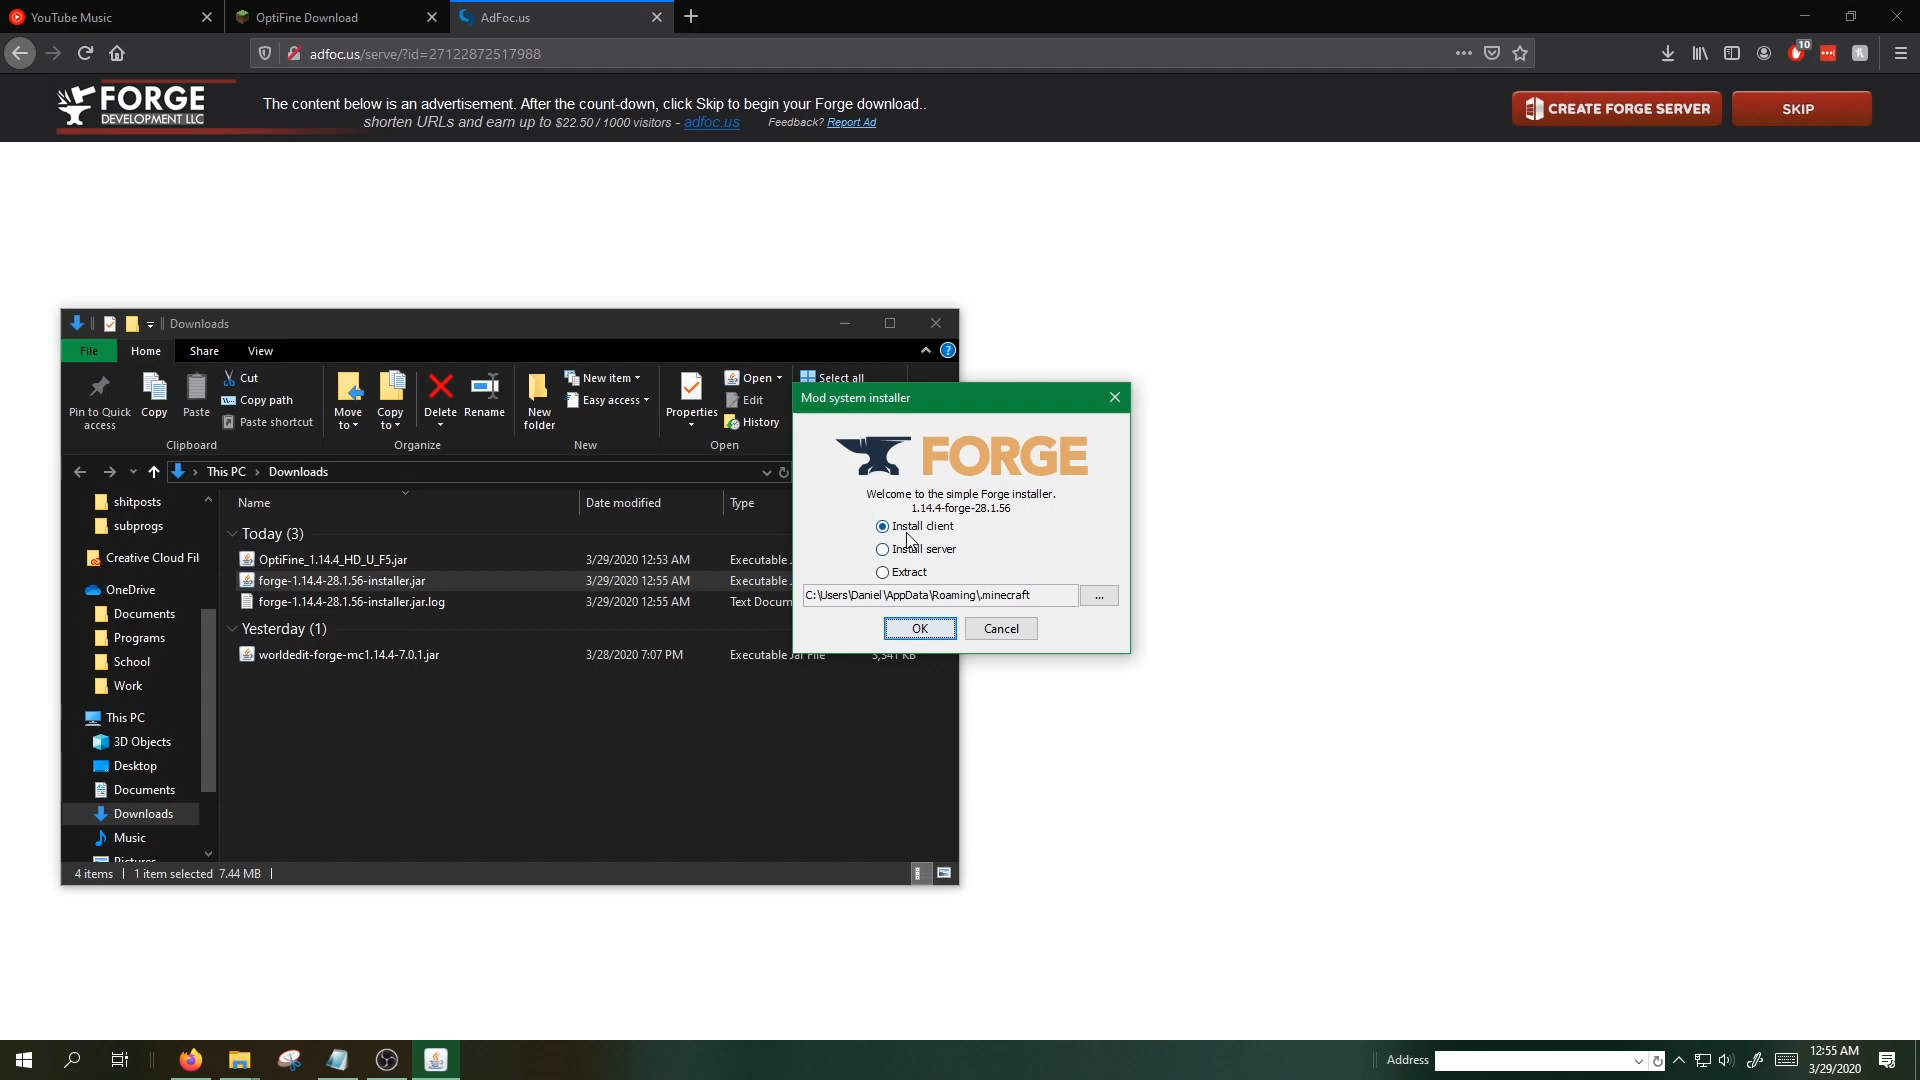 YouTube Music
OptiFine Download
AdFoc.us
adfoc.us/serve/?id=27122872517988
10
FORGE
DEVELOPMENT LLC
The content below is an advertisement. After the count-down, click Skip to begin your Forge download..
shorten URLs and earn up to $22.50 / 1000 visitors - adfoc.us Feedback? Report Ad
CREATE FORGE SERVER
SKIP
Downloads
File Home Share View
Pin to Quick access
Copy
Paste
Cut
Copy path
Paste shortcut
Clipboard
Move to
Copy to
Delete
Rename
Organize
New folder
New item
Easy access
New
Properties
Open
Edit
History
Open
Select all
This PC > Downloads
shitposts
subprogs
Creative Cloud Fil
OneDrive
Documents
Programs
School
Work
This PC
3D Objects
Desktop
Documents
Downloads
Music
Pictures
Name Date modified Type
Today (3)
OptiFine_1.14.4_HD_U_F5.jar 3/29/2020 12:53 AM Executable
forge-1.14.4-28.1.56-installer.jar 3/29/2020 12:55 AM Executable
forge-1.14.4-28.1.56-installer.jar.log 3/29/2020 12:55 AM Text Docum
Yesterday (1)
worldedit-forge-mc1.14.4-7.0.1.jar 3/28/2020 7:07 PM Executable Jar File 3,541 KB
4 items 1 item selected 7.44 MB
Mod system installer
FORGE
Welcome to the simple Forge installer.
1.14.4-forge-28.1.56
Install client
Install server
Extract
C:\Users\Daniel\AppData\Roaming\.minecraft
...
OK
Cancel
Address
12:55 AM
3/29/2020